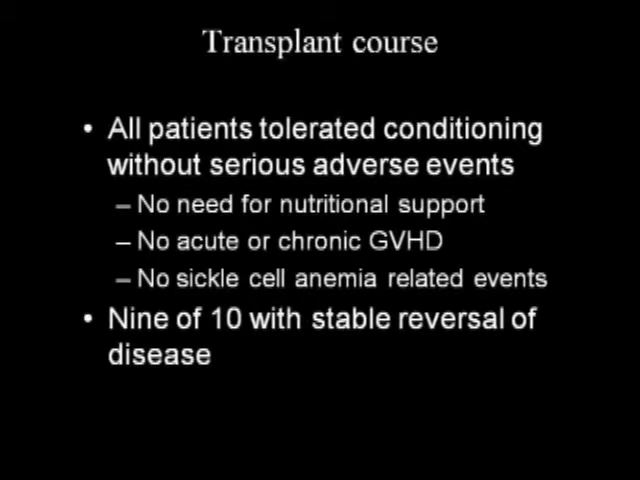 Transplant course
• All patients tolerated conditioning
without serious adverse events
– No need for nutritional support
– No acute or chronic GVHD
– No sickle cell anemia related events
• Nine of 10 with stable reversal of
disease